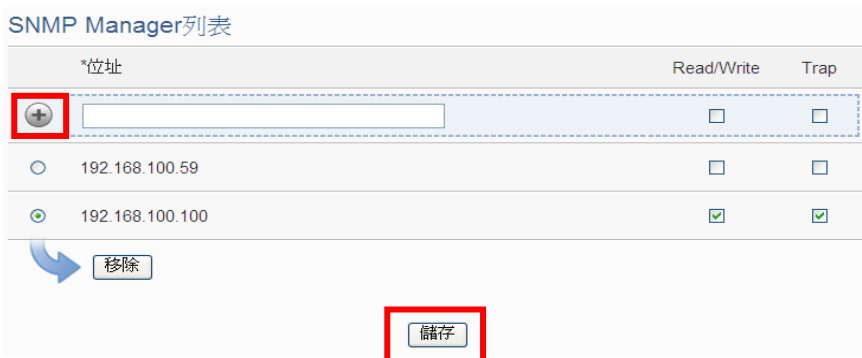 SNMP Manager列表
*位址 Read/Write Trap
192.168.100.59
192.168.100.100
移除
儲存